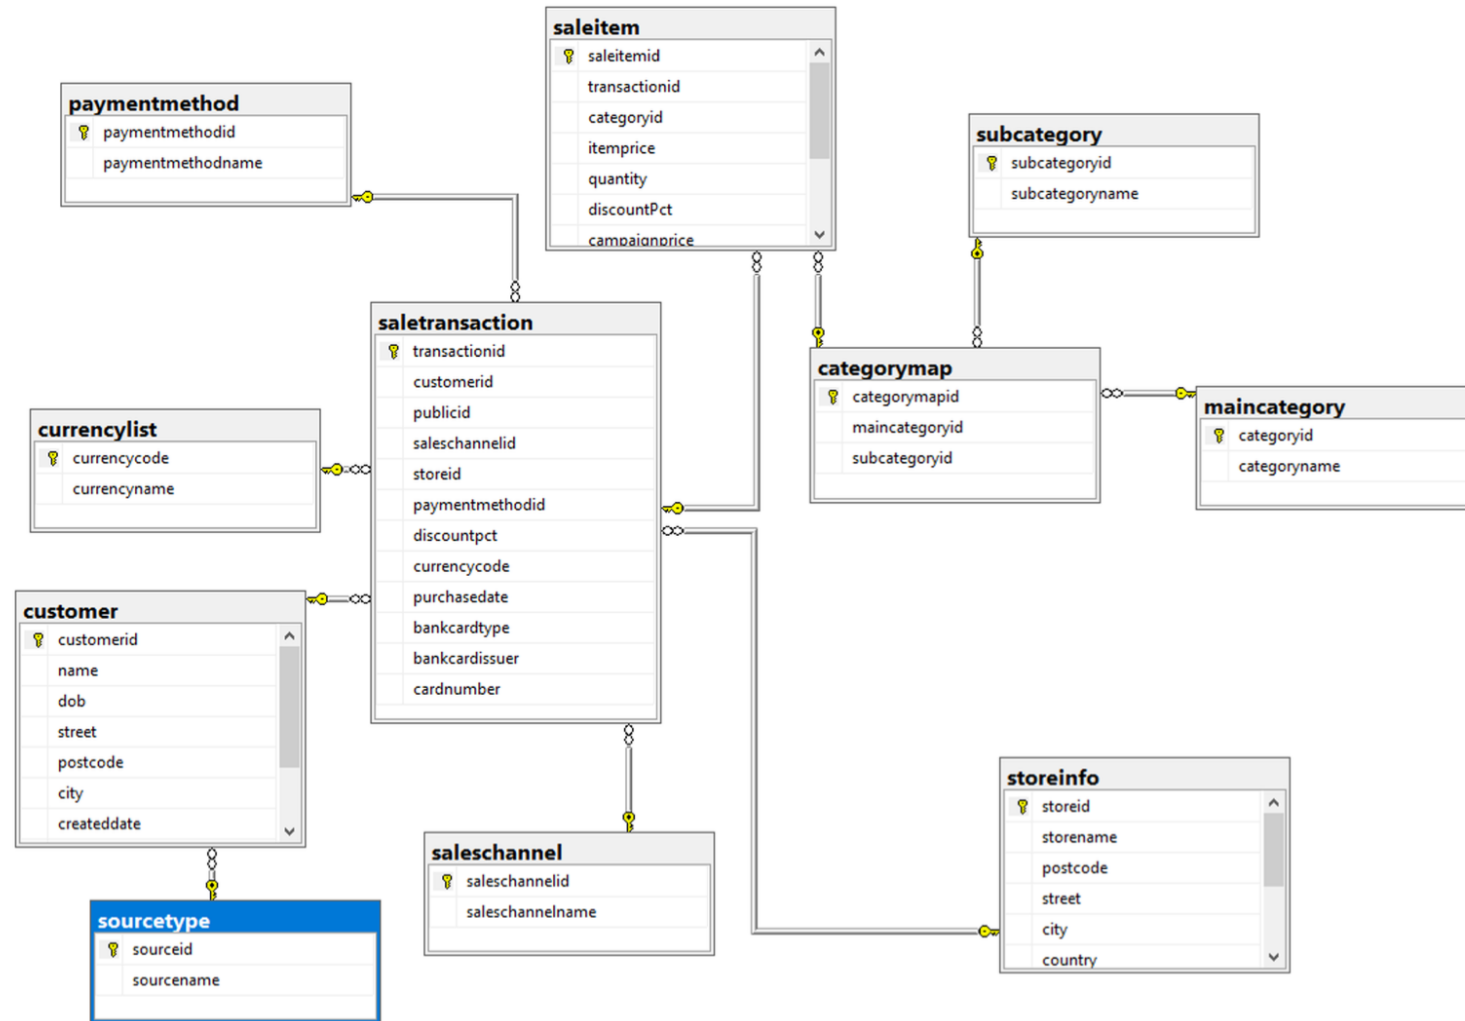 saleitem
saleitemid
transactionid
categoryid
itemprice
quantity
discountPct
campaignprice
paymentmethod
paymentmethodid
paymentmethodname
subcategory
subcategoryid
subcategoryname
saletransaction
transactionid
customerid
publicid
saleschannelid
storeid
paymentmethodid
discountpct
currencycode
purchasedate
bankcardtype
bankcardissuer
cardnumber
categorymap
categorymapid
maincategoryid
subcategoryid
maincategory
categoryid
categoryname
currencylist
currencycode
currencyname
customer
customerid
name
dob
street
postcode
city
createddate
storeinfo
storeid
storename
postcode
street
city
country
saleschannel
saleschannelid
saleschannelname
sourcetype
sourceid
sourcename